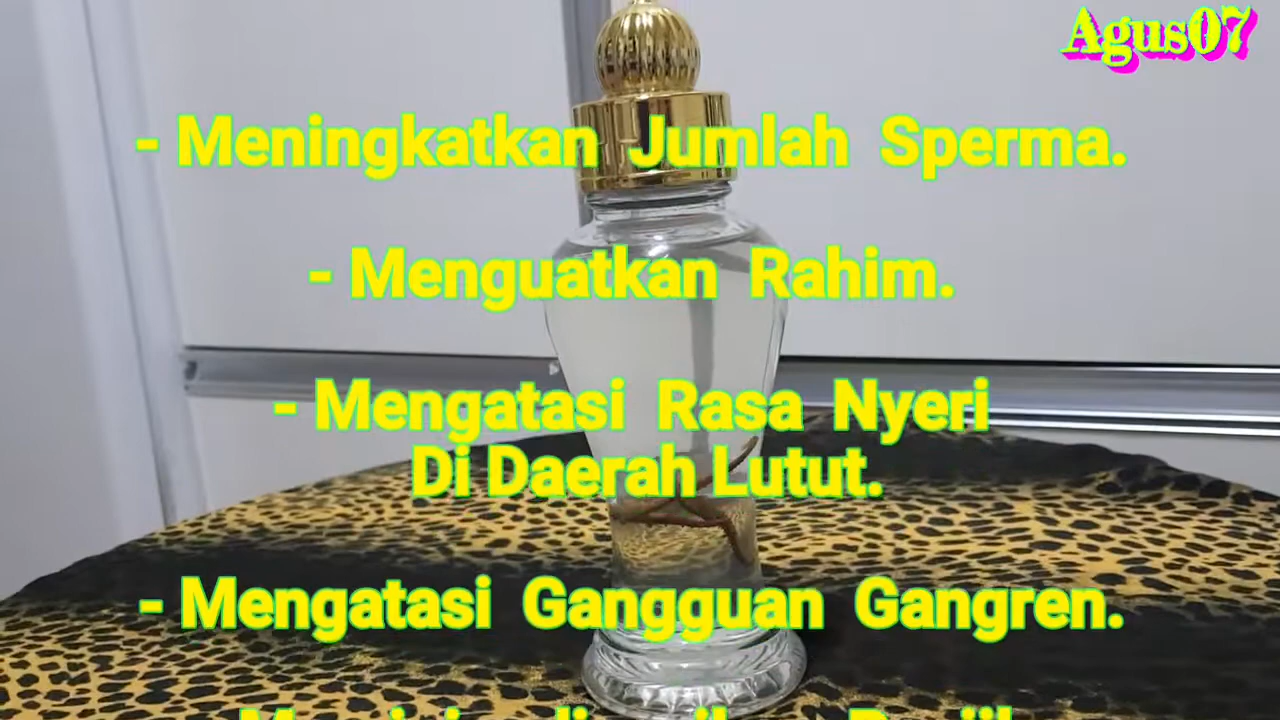 Agus07
- Meningkatkan Jumlah Sperma.
- Menguatkan Rahim.
- Mengatasi Rasa Nyeri
Di Daerah Lutut.
- Mengatasi Gangguan Gangren.